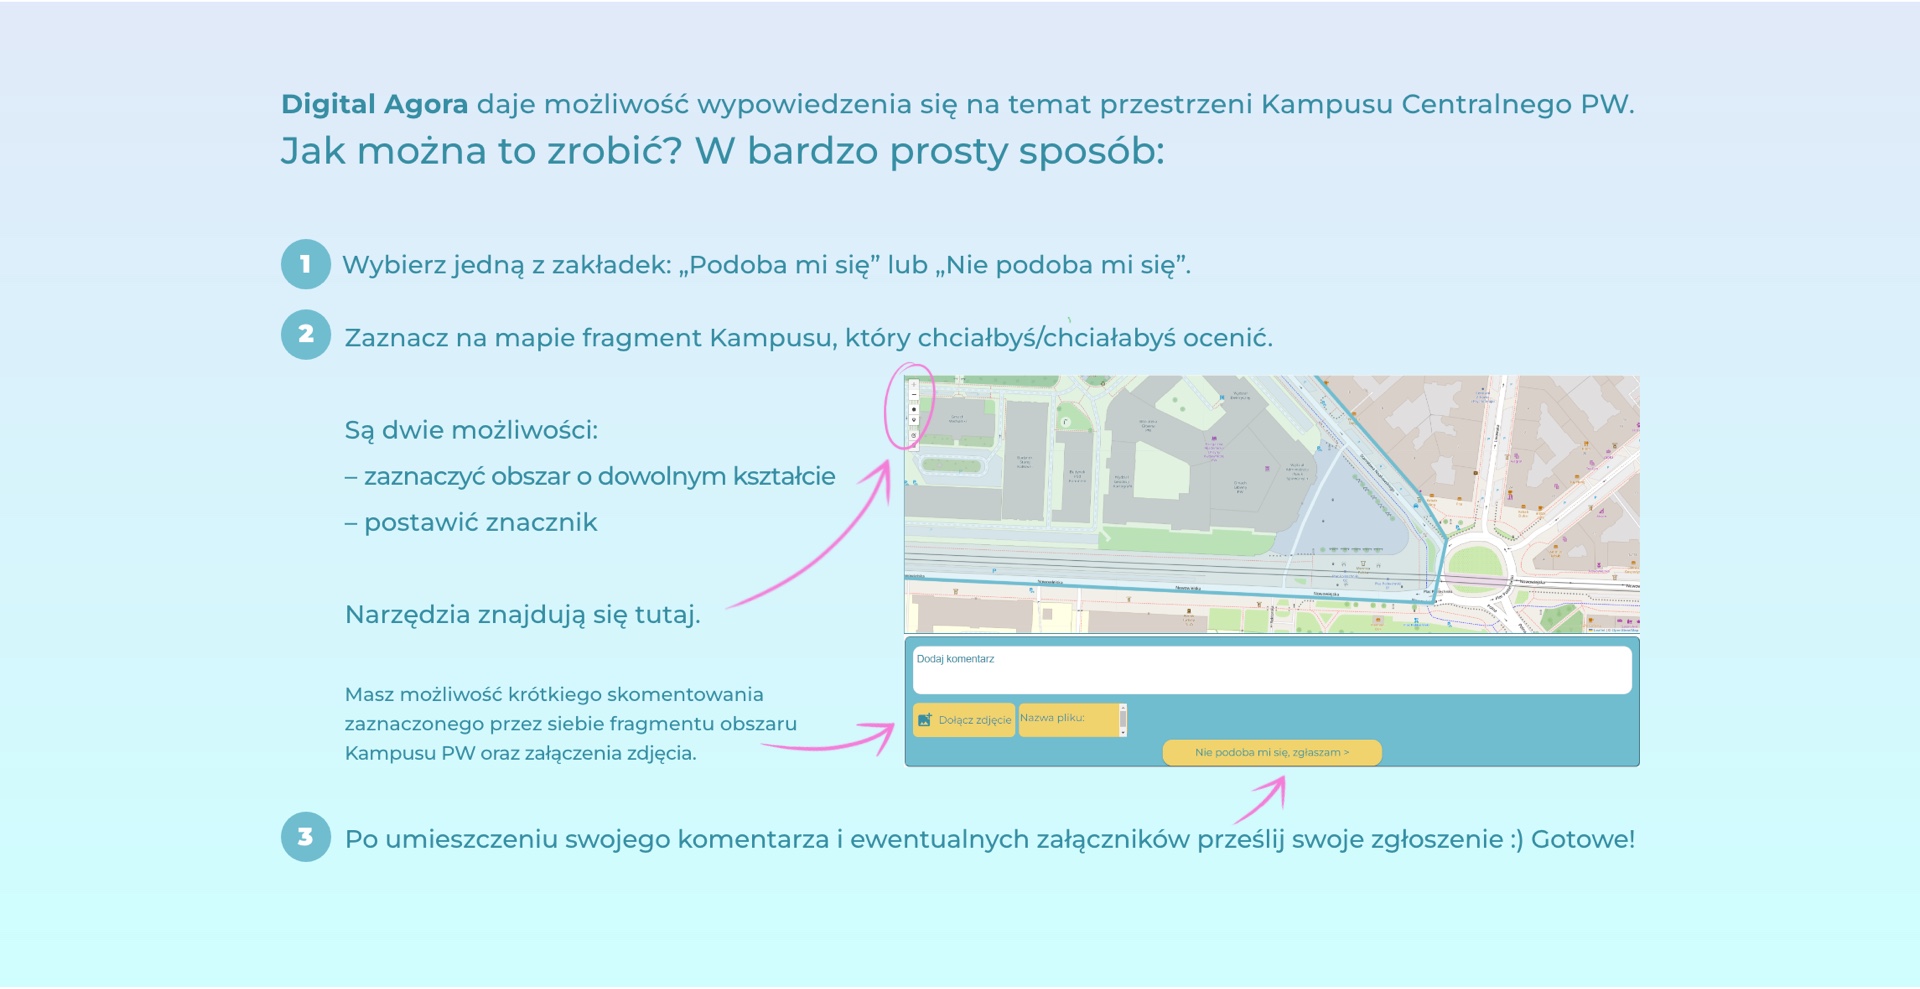 Digital Agora daje możliwość wypowiedzenia się na temat przestrzeni Kampusu Centralnego PW.
Jak można to zrobić? W bardzo prosty sposób:
1 Wybierz jedną z zakładek: „Podoba mi się” lub „Nie podoba mi się”.
2 Zaznacz na mapie fragment Kampusu, który chciałbyś/chciałabyś ocenić.
Są dwie możliwości:
– zaznaczyć obszar o dowolnym kształcie
– postawić znacznik
Narzędzia znajdują się tutaj.
Masz możliwość krótkiego skomentowania
zaznaczonego przez siebie fragmentu obszaru
Kampusu PW oraz załączenia zdjęcia.
Nowowiejska
Nowowiejska
Nowowiejska
Dodaj komentarz
Dołącz zdjęcie
Nazwa pliku:
Nie podoba mi się, zgłaszam >
3 Po umieszczeniu swojego komentarza i ewentualnych załączników prześlij swoje zgłoszenie :) Gotowe!